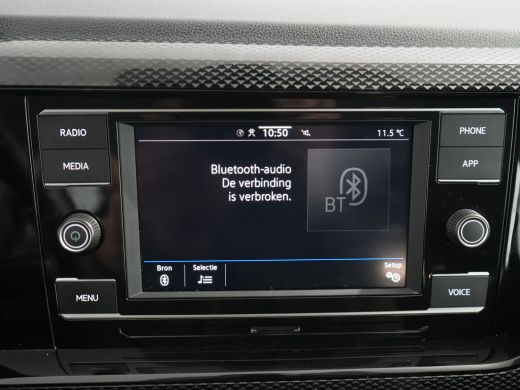 RADIO
MEDIA
MENU
10:50
11.5 °C
Bluetooth-audio
De verbinding
is verbroken.
BT
Bron
Selectie
Setup
PHONE
APP
VOICE